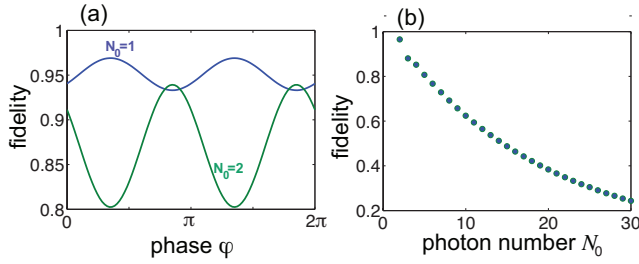 (a)
1
0.95
0.9
0.85
0.8
fidelity
N₀=1
N₀=2
0
π
2π
phase φ
(b)
1
0.8
0.6
0.4
0.2
fidelity
0
10
20
30
photon number N₀